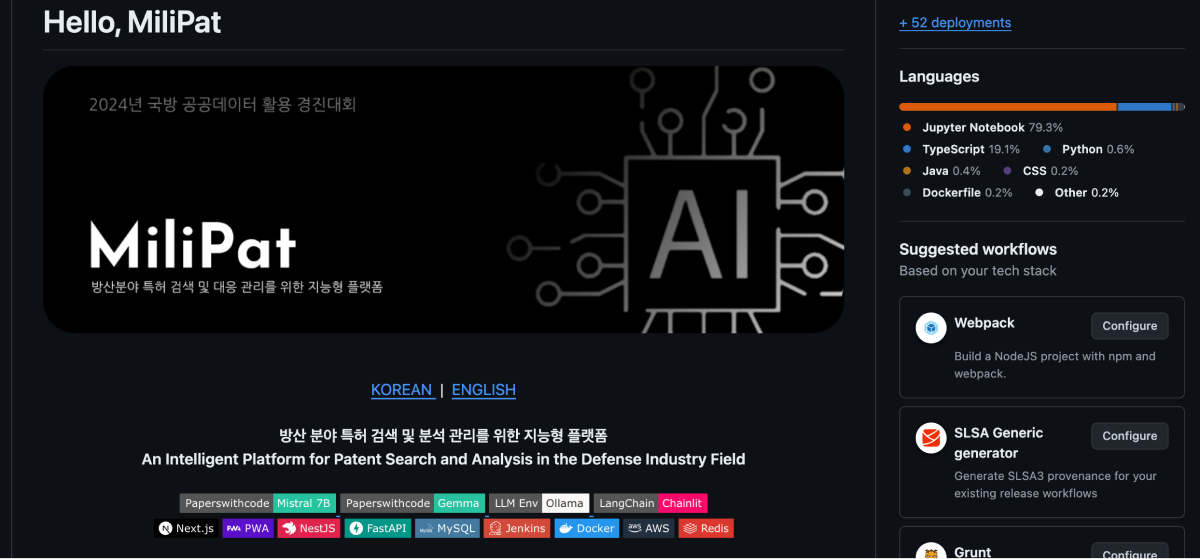 Hello, MiliPat
2024년 국방 공공데이터 활용 경진대회
AI
MiliPat
방산분야 특허 검색 및 대응 관리를 위한 지능형 플랫폼
KOREAN | ENGLISH
방산 분야 특허 검색 및 분석 관리를 위한 지능형 플랫폼
An Intelligent Platform for Patent Search and Analysis in the Defense Industry Field
Paperswithcode Mistral 7B Paperswithcode Gemma LLM Env Ollama LangChain Chainlit
Next.js PWA PWA NestJS FastAPI MySQL MySQL Jenkins Docker aws AWS Redis
+ 52 deployments
Languages
Jupyter Notebook 79.3%
TypeScript 19.1% Python 0.6%
Java 0.4% CSS 0.2%
Dockerfile 0.2% Other 0.2%
Suggested workflows
Based on your tech stack
Webpack Configure
Build a NodeJS project with npm and
webpack.
SLSA Generic
generator Configure
Generate SLSA3 provenance for your
existing release workflows
Grunt Configure